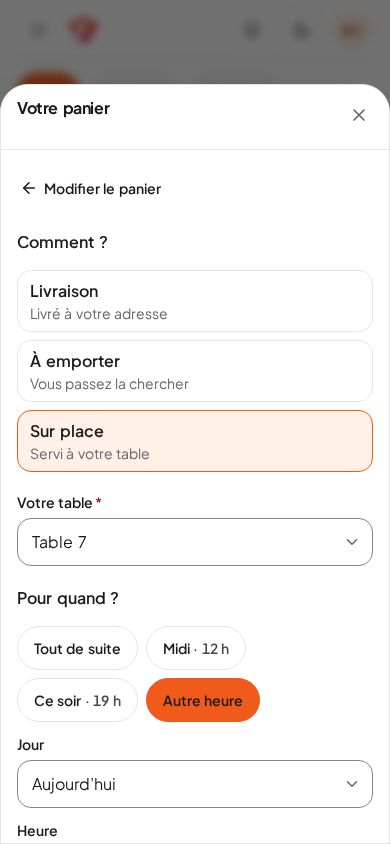 Votre panier
Modifier le panier
Comment ?
Livraison
Livré à votre adresse
À emporter
Vous passez la chercher
Sur place
Servi à votre table
Votre table *
Table 7
Pour quand ?
Tout de suite
Midi · 12 h
Ce soir · 19 h
Autre heure
Jour
Aujourd’hui
Heure